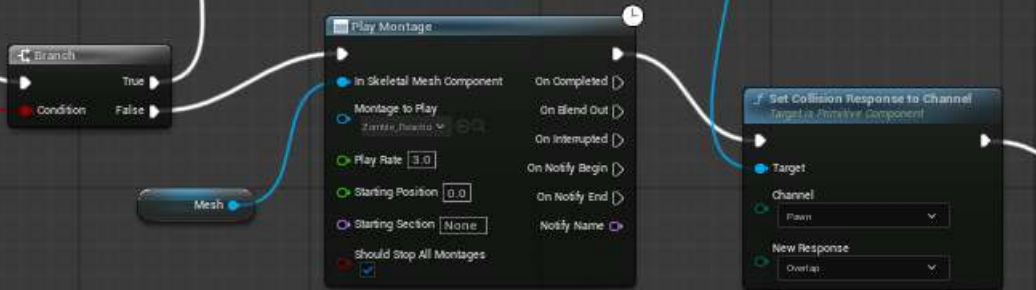 Branch
True
Condition
False
Mesh
Play Montage
In Skeletal Mesh Component
On Completed
Montage to Play
On Blend Out
On Interrupted
Play Rate 3.0
On Notify Begin
Starting Position 0.0
On Notify End
Starting Section None
Notify Name
Should Stop All Montages
Set Collision Response to Channel
Target is Primitive Component
Target
Channel
Pawn
New Response
Overlap